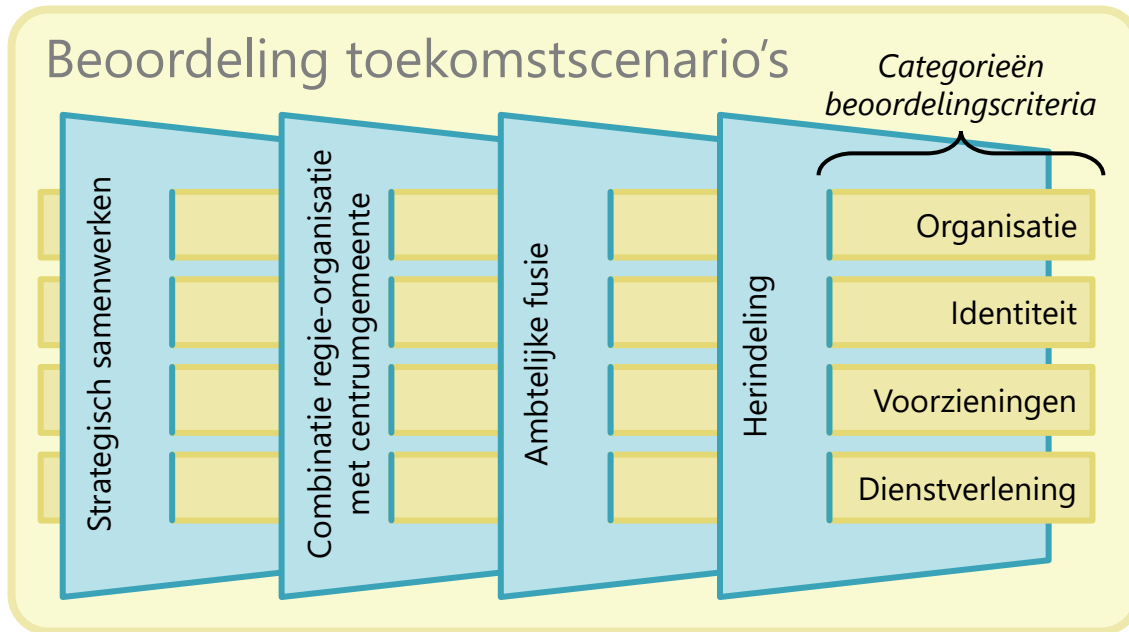 Beoordeling toekomstscenario's
Categorieën
beoordelingscriteria
Strategisch samenwerken
Combinatie regie-organisatie
met centrumgemeente
Ambtelijke fusie
Herindeling
Organisatie
Identiteit
Voorzieningen
Dienstverlening